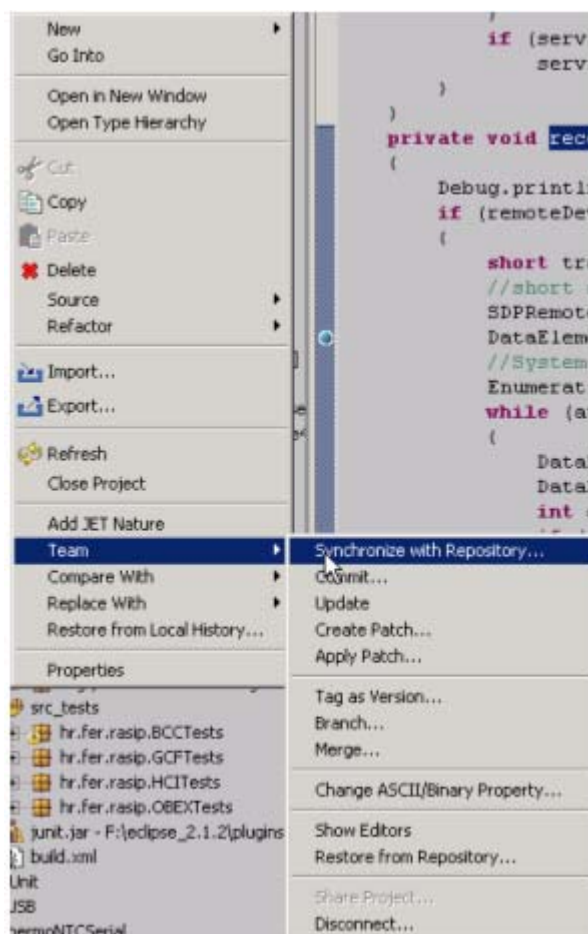 New
Go Into
Open in New Window
Open Type Hierarchy
Cut
Copy
Paste
Delete
Source
Refactor
Import...
Export...
Refresh
Close Project
Add JET Nature
Team
Compare With
Replace With
Restore from Local History...
Properties
src_tests
hr.fer.rasip.BCCTests
hr.fer.rasip.GCFTests
hr.fer.rasip.HCITests
hr.fer.rasip.OBEXTests
junit.jar - F:\eclipse_2.1.2\plugins
build.xml
Unit
JSB
hermoNTCSerial
}
if (serv
serv
}
}
private void reco
{
Debug.printl
if (remoteDe
{
short tr
//short
SDPRemot
DataElem
//System
Enumerat
while (a
{
Data
Data
int
Synchronize with Repository...
Commit...
Update
Create Patch...
Apply Patch...
Tag as Version...
Branch...
Merge...
Change ASCII/Binary Property...
Show Editors
Restore from Repository...
Share Project...
Disconnect...